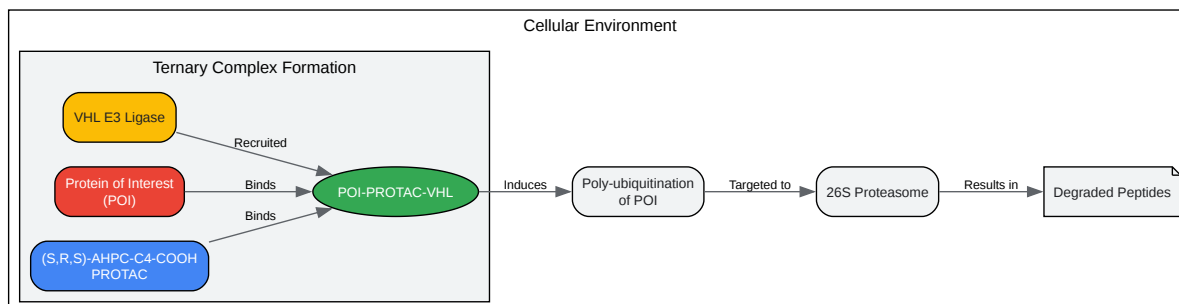 Cellular Environment
Ternary Complex Formation
VHL E3 Ligase
Recruited
Protein of Interest
(POI)
Binds
POI-PROTAC-VHL
Induces
Poly-ubiquitination
of POI
Targeted to
26S Proteasome
Results in
Degraded Peptides
Binds
(S,R,S)-AHPC-C4-COOH
PROTAC